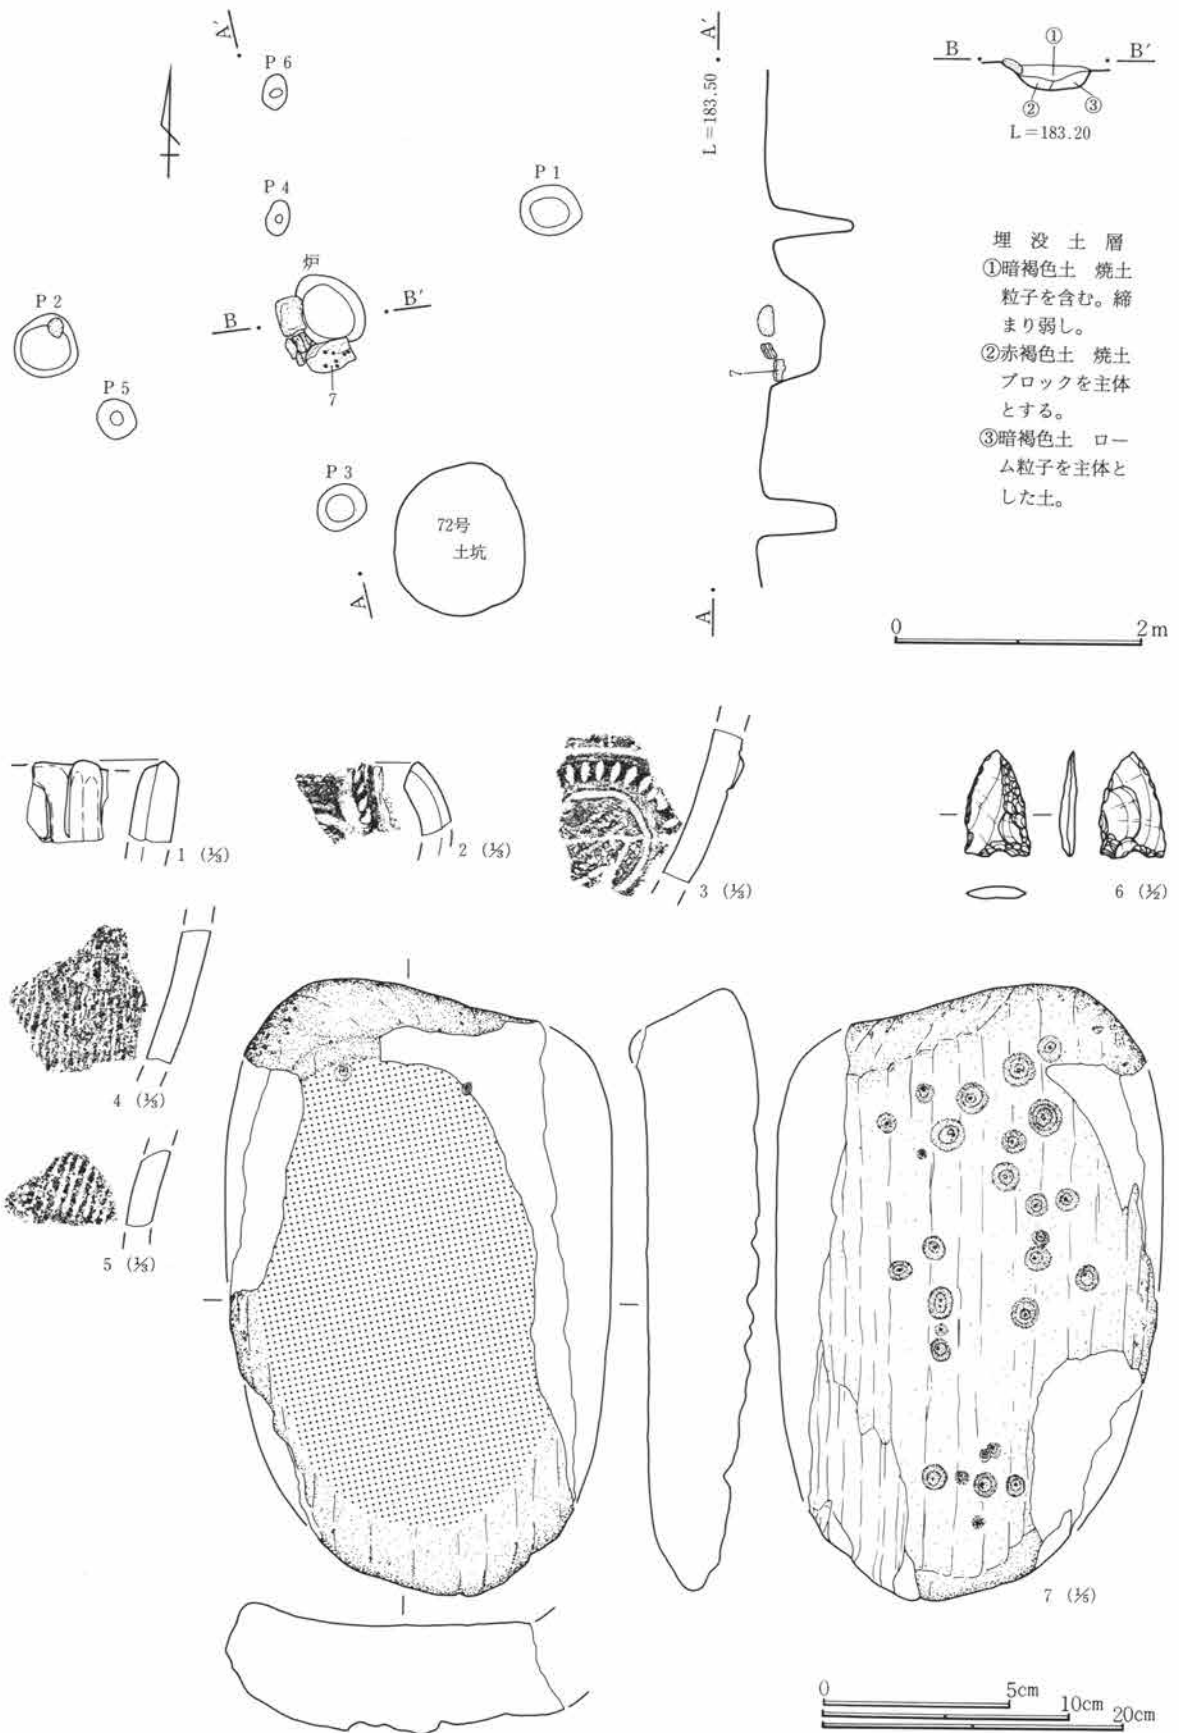 A′
P 6
P 4
P 1
炉
P 2
B
B′
7
P 5
P 3
72号
土坑
A
A′
L=183.50
7
A
①
B
B′
②
③
L=183.20
埋没土層
①暗褐色土 焼土
粒子を含む。締
まり弱し。
②赤褐色土 焼土
ブロックを主体
とする。
③暗褐色土 ロー
ム粒子を主体と
した土。
0 2m
1 (⅓)
2 (⅓)
3 (⅓)
6 (½)
4 (⅓)
5 (⅓)
7 (⅕)
0 5cm
10cm
20cm